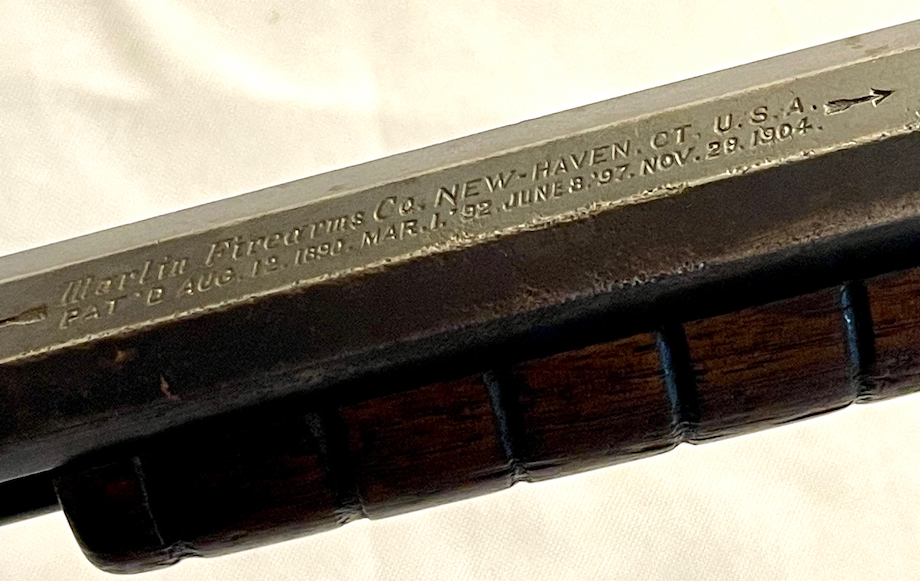 Marlin Firearms Co. NEW-HAVEN. CT. U.S.A.
PAT'D AUG. 12. 1890. MAR. 1. '92. JUNE 8. '97. NOV. 29. 1904.